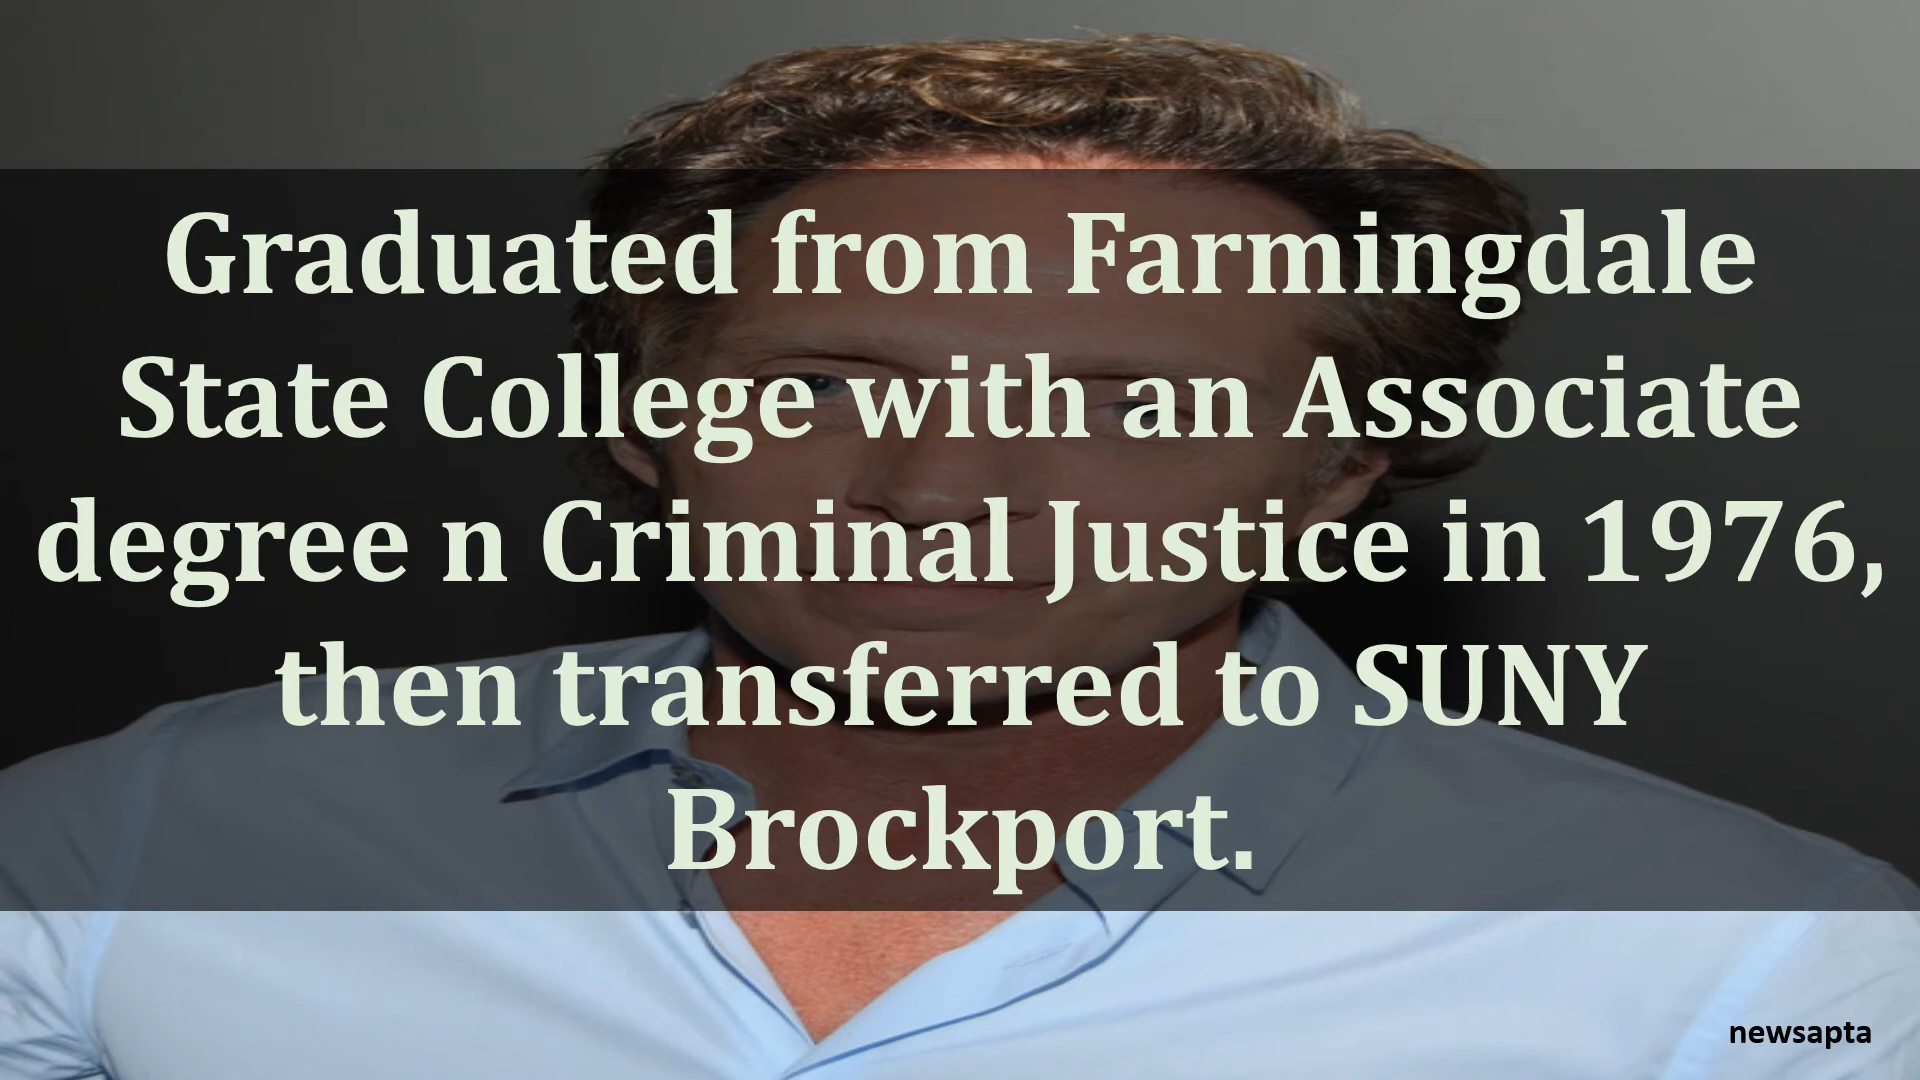 Graduated from Farmingdale
State College with an Associate
degree n Criminal Justice in 1976,
then transferred to SUNY
Brockport.
newsapta